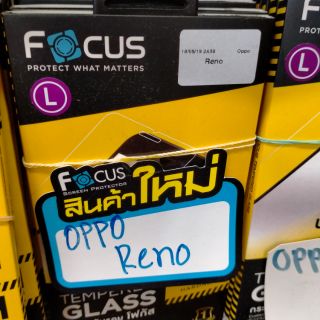 FOCUS
PROTECT WHAT MATTERS
Oppo
Reno
L
FOCUS
SCREEN PROTECTOR
สินค้าใหม่
OPPO
Reno
TEMPERED
GLASS
OPP